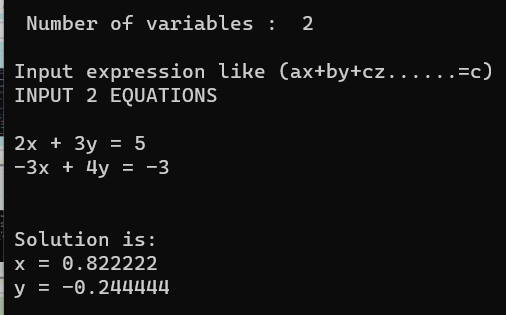 Number of variables :  2
Input expression like (ax+by+cz......=c)
INPUT 2 EQUATIONS
2x + 3y = 5
-3x + 4y = -3
Solution is:
x = 0.822222
y = -0.244444